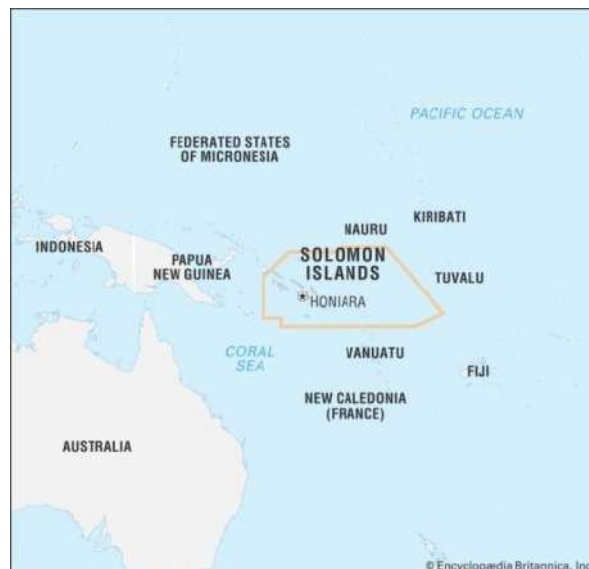 PACIFIC OCEAN
FEDERATED STATES
OF MICRONESIA
KIRIBATI
NAURU
INDONESIA
PAPUA
NEW GUINEA
SOLOMON
ISLANDS
TUVALU
HONIARA
CORAL
SEA
VANUATU
FIJI
NEW CALEDONIA
(FRANCE)
AUSTRALIA
© Encyclopædia Britannica, Inc